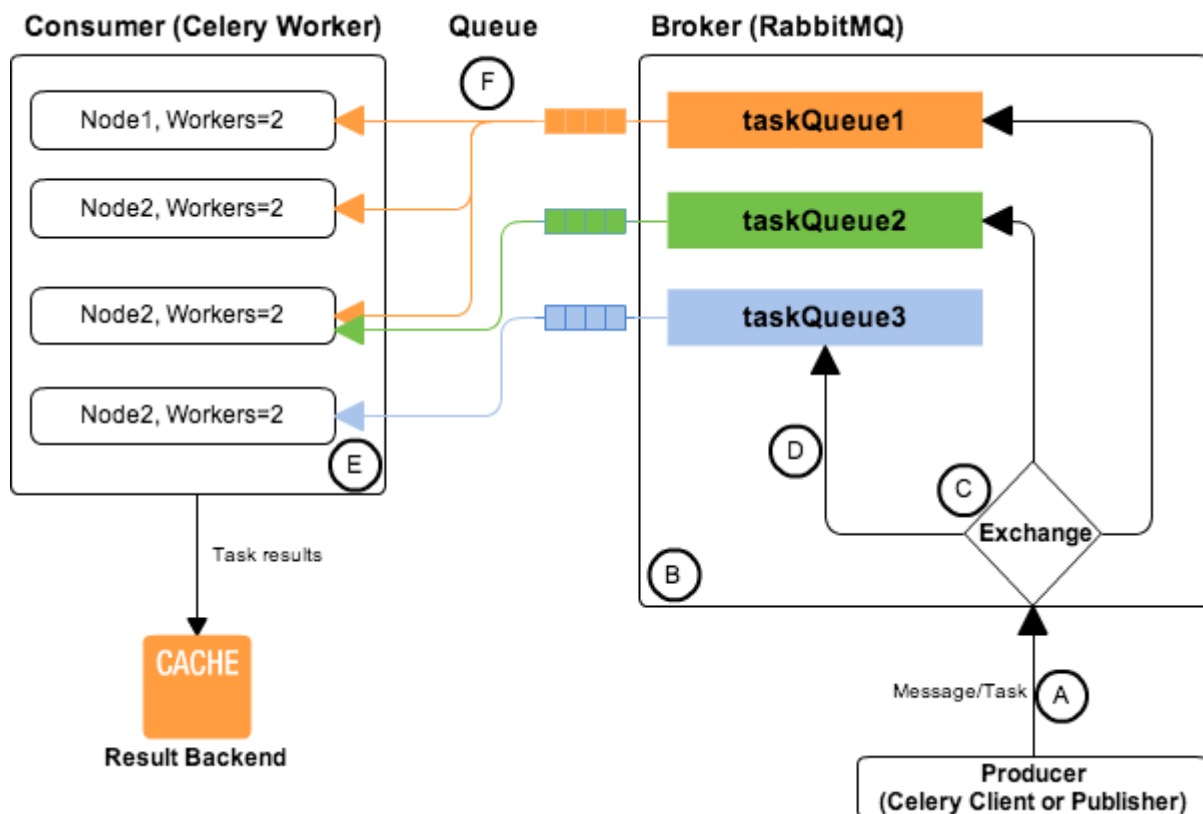 Consumer (Celery Worker)
Queue
Broker (RabbitMQ)
F
Node1, Workers=2
taskQueue1
Node2, Workers=2
taskQueue2
Node2, Workers=2
taskQueue3
Node2, Workers=2
E
D
C
Exchange
Task results
B
CACHE
Message/Task
A
Result Backend
Producer
(Celery Client or Publisher)